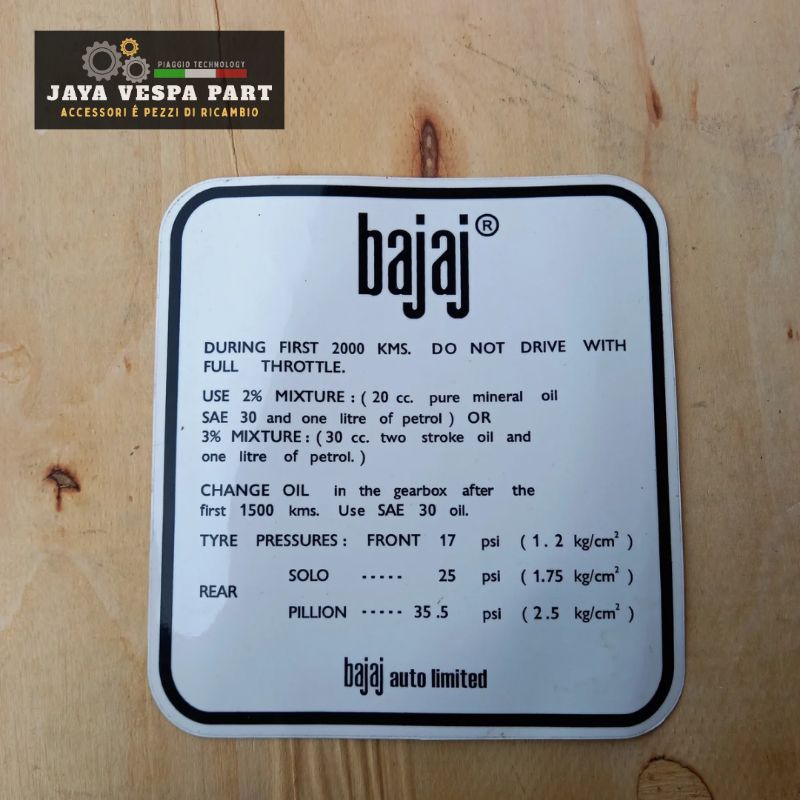 PIAGGIO TECHNOLOGY
JAYA VESPA PART
ACCESSORI É PEZZI DI RICAMBIO
bajaj®
DURING FIRST 2000 KMS. DO NOT DRIVE WITH
FULL THROTTLE.
USE 2% MIXTURE : ( 20 cc. pure mineral oil
SAE 30 and one litre of petrol ) OR
3% MIXTURE : ( 30 cc. two stroke oil and
one litre of petrol. )
CHANGE OIL in the gearbox after the
first 1500 kms. Use SAE 30 oil.
TYRE PRESSURES : FRONT 17 psi ( 1. 2 kg/cm² )
REAR
SOLO ----- 25 psi ( 1.75 kg/cm² )
PILLION ----- 35 .5 psi ( 2.5 kg/cm² )
bajaj auto limited